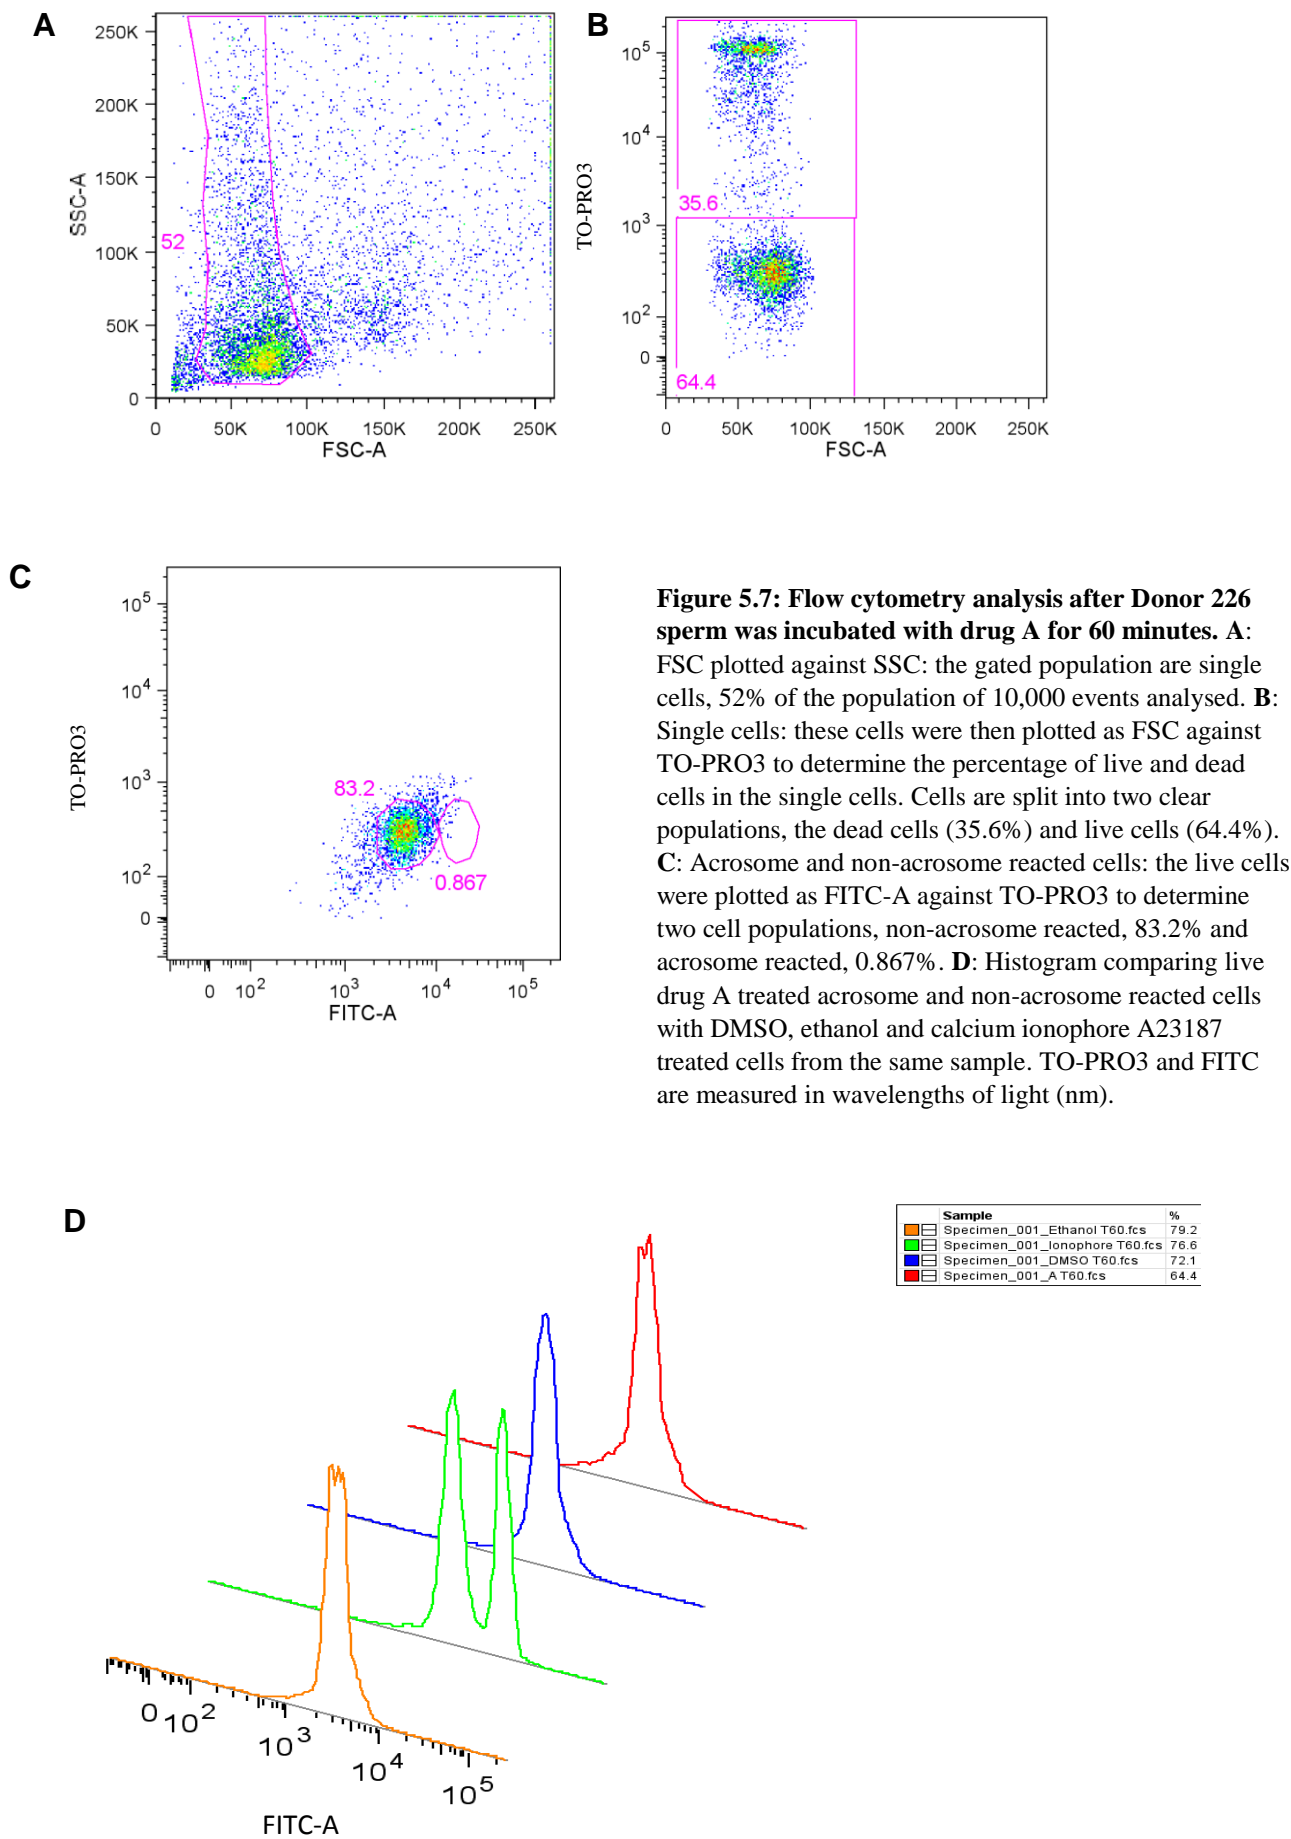 A
250K
200K
150K
100K
50K
0
SSC-A
52
0 50K 100K 150K 200K 250K
FSC-A
B
10^5
10^4
10^3
10^2
0
TO-PRO3
35.6
64.4
0 50K 100K 150K 200K 250K
FSC-A
C
10^5
10^4
10^3
10^2
0
TO-PRO3
83.2
0.867
0 10^2 10^3 10^4 10^5
FITC-A
Figure 5.7: Flow cytometry analysis after Donor 226
sperm was incubated with drug A for 60 minutes. A:
FSC plotted against SSC: the gated population are single
cells, 52% of the population of 10,000 events analysed. B:
Single cells: these cells were then plotted as FSC against
TO-PRO3 to determine the percentage of live and dead
cells in the single cells. Cells are split into two clear
populations, the dead cells (35.6%) and live cells (64.4%).
C: Acrosome and non-acrosome reacted cells: the live cells
were plotted as FITC-A against TO-PRO3 to determine
two cell populations, non-acrosome reacted, 83.2% and
acrosome reacted, 0.867%. D: Histogram comparing live
drug A treated acrosome and non-acrosome reacted cells
with DMSO, ethanol and calcium ionophore A23187
treated cells from the same sample. TO-PRO3 and FITC
are measured in wavelengths of light (nm).
D
Sample %
Specimen_001_Ethanol T60.fcs 79.2
Specimen_001_Ionophore T60.fcs 76.6
Specimen_001_DMSO T60.fcs 72.1
Specimen_001_A T60.fcs 64.4
0 10^2 10^3 10^4 10^5
FITC-A